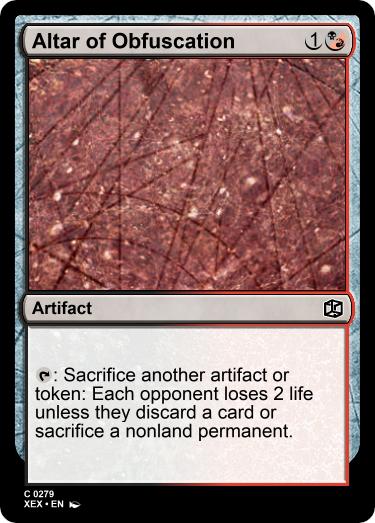 Altar of Obfuscation 1
Artifact
: Sacrifice another artifact or
token: Each opponent loses 2 life
unless they discard a card or
sacrifice a nonland permanent.
C 0279
XEX • EN